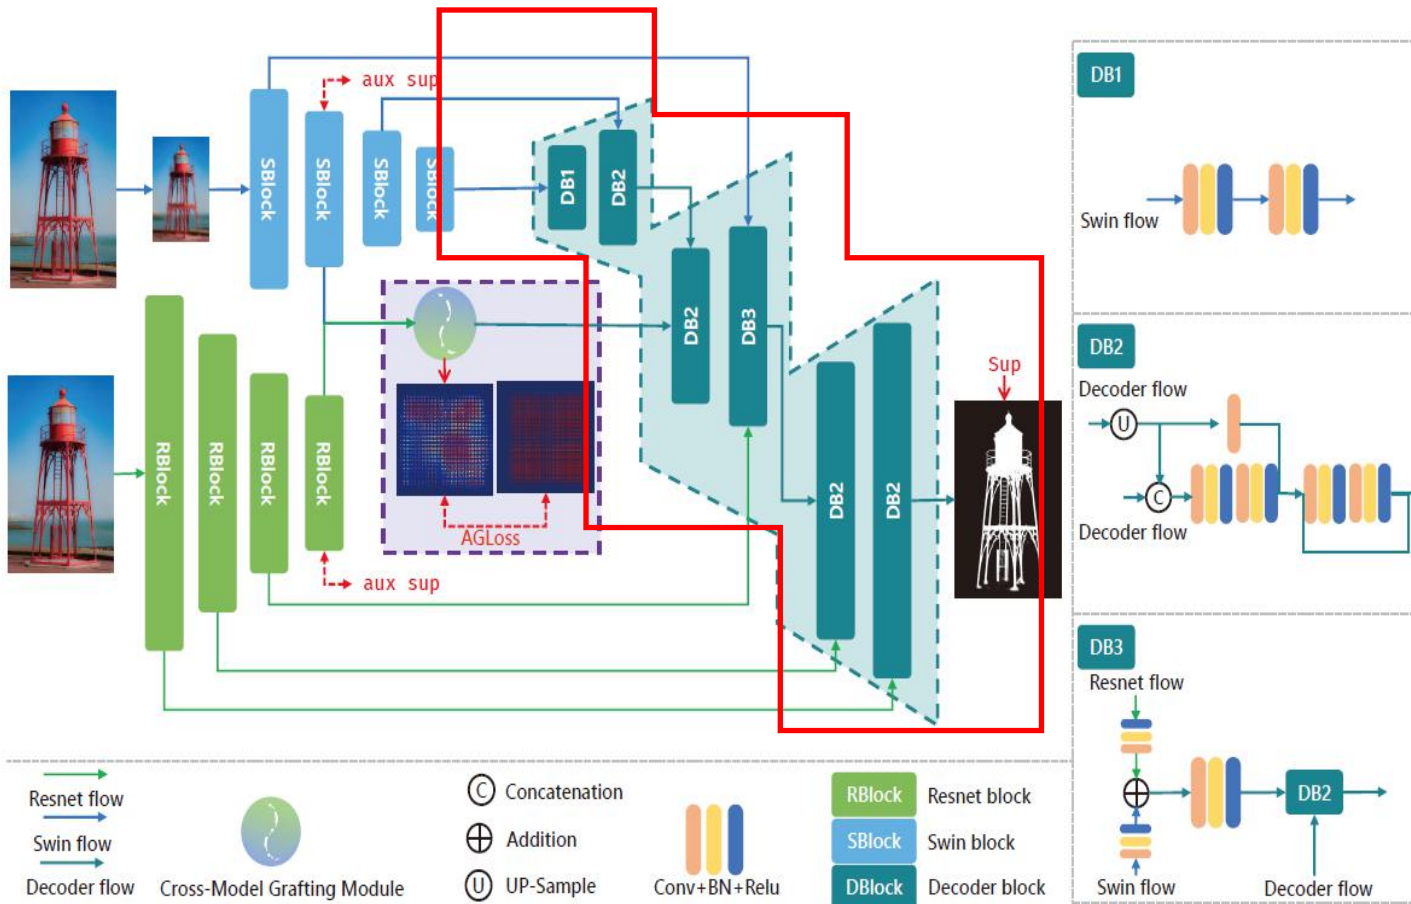 aux sup
SBlock
SBlock
SBlock
SBlock
DB1
DB2
DB2
DB3
DB2
DB2
RBlock
RBlock
RBlock
RBlock
AGLoss
aux sup
Sup
DB1
Swin flow
DB2
Decoder flow
U
C
Decoder flow
DB3
Resnet flow
DB2
Swin flow
Decoder flow
Resnet flow
Swin flow
Decoder flow
Cross-Model Grafting Module
C Concatenation
Addition
U UP-Sample
Conv+BN+Relu
RBlock Resnet block
SBlock Swin block
DBlock Decoder block